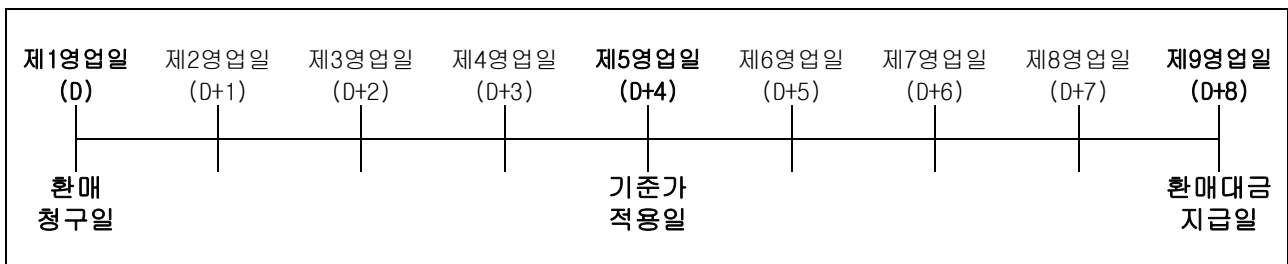 제1영업일 제2영업일 제3영업일 제4영업일 제5영업일 제6영업일 제7영업일 제8영업일 제9영업일
(D) (D+1) (D+2) (D+3) (D+4) (D+5) (D+6) (D+7) (D+8)
환매 기준가 환매대금
청구일 적용일 지급일